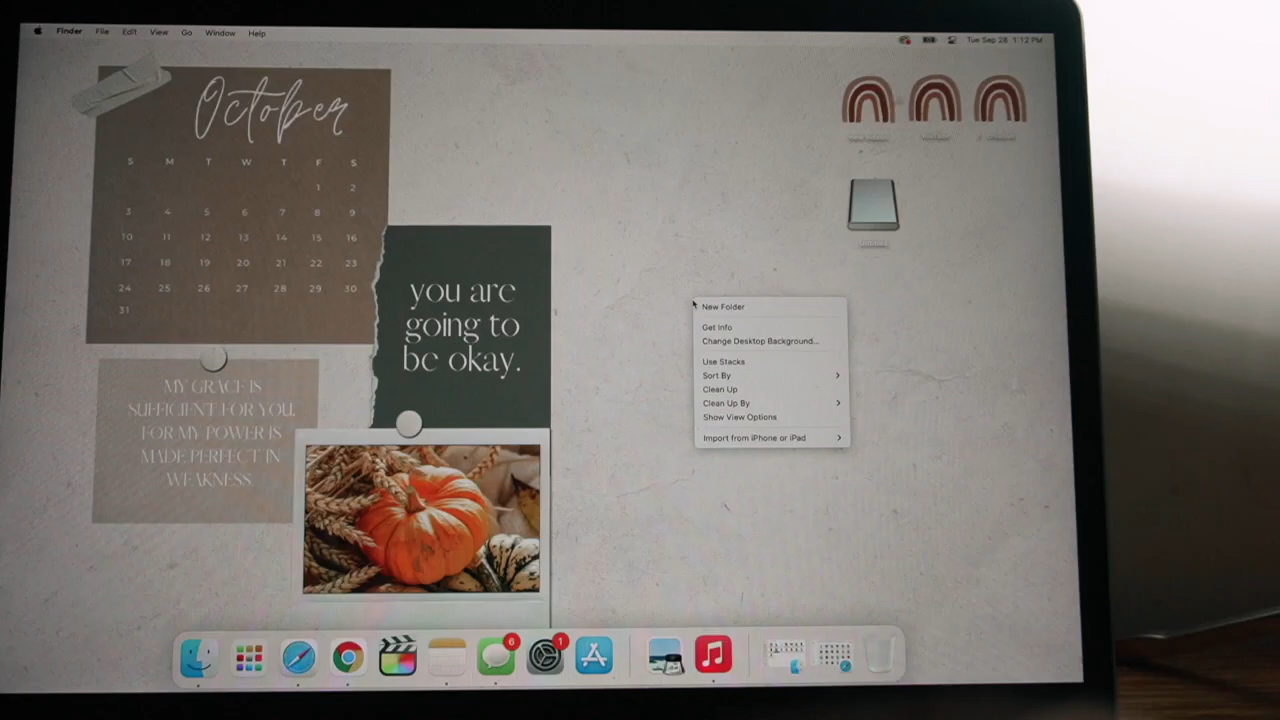 Finder File Edit View Go Window Help
Tue Sep 28 1:12 PM
October
S M T W T F S
1 2
3 4 5 6 7 8 9
10 11 12 13 14 15 16
17 18 19 20 21 22 23
24 25 26 27 28 29 30
31
you are
going to
be okay.
MY GRACE IS
SUFFICIENT FOR YOU,
FOR MY POWER IS
MADE PERFECT IN
WEAKNESS.
New Folder
Get Info
Change Desktop Background...
Use Stacks
Sort By
Clean Up
Clean Up By
Show View Options
Import from iPhone or iPad
6
1